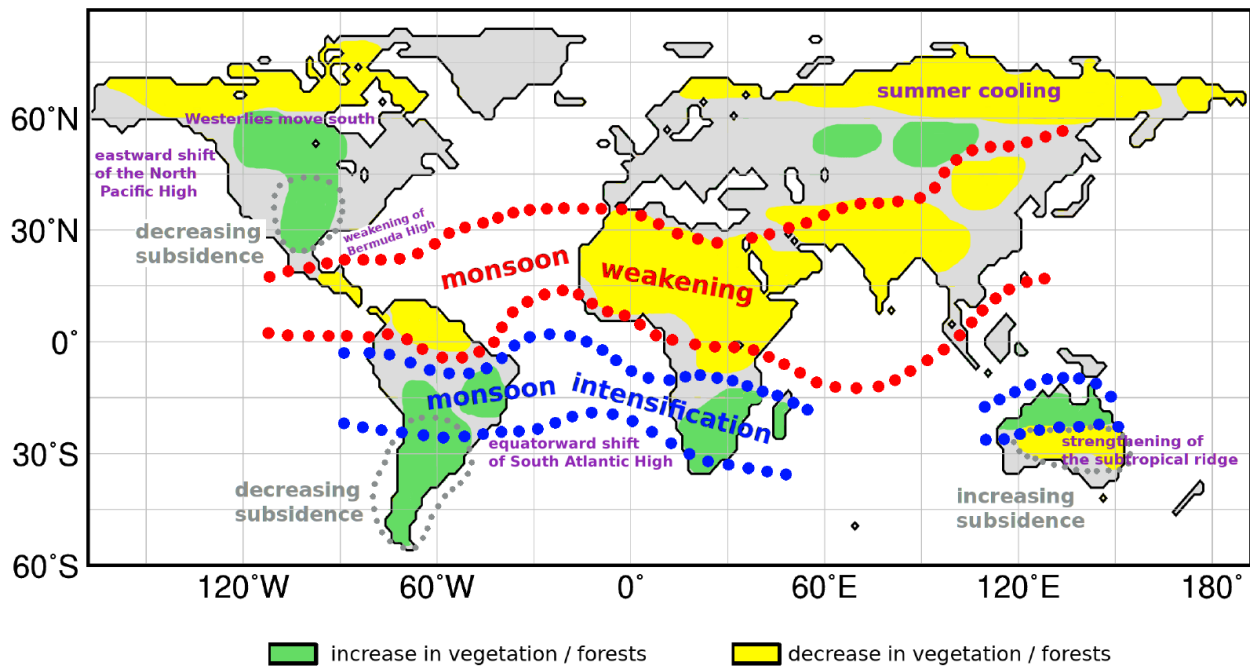 summer cooling
60˚N
Westerlies move south
eastward shift
of the North
Pacific High
30˚N
decreasing
subsidence
weakening of
Bermuda High
monsoon weakening
0˚
monsoon intensification
equatorward shift
of South Atlantic High
30˚S
strengthening of
the subtropical ridge
decreasing
subsidence
increasing
subsidence
60˚S
120˚W 60˚W 0˚ 60˚E 120˚E 180˚
increase in vegetation / forests decrease in vegetation / forests